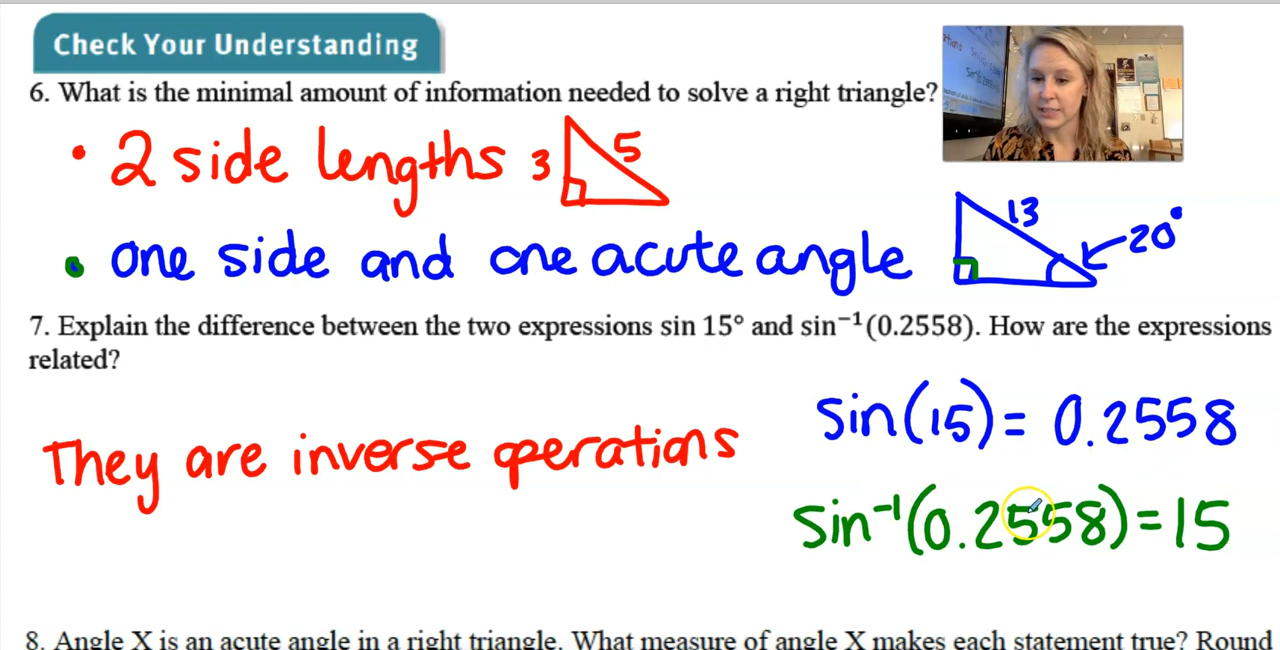 Check Your Understanding
6. What is the minimal amount of information needed to solve a right triangle?
• 2 side lengths 3 5
• one side and one acute angle 13 20°
7. Explain the difference between the two expressions sin 15° and sin⁻¹(0.2558). How are the expressions
related?
sin(15) = 0.2558
They are inverse operations
sin⁻¹(0.2558) = 15
8. Angle X is an acute angle in a right triangle. What measure of angle X makes each statement true? Round